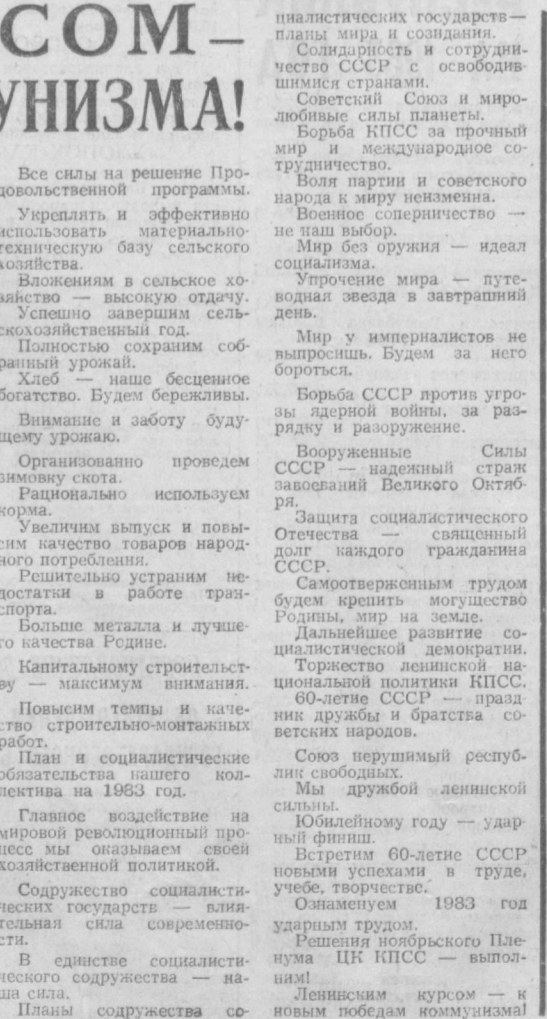 СОМ —
УНИЗМА!
Все силы на решение Про-
довольственной программы.
Укреплять и эффективно
использовать материально-
техническую базу сельского
хозяйства.
Вложениям в сельское хо-
зяйство — высокую отдачу.
Успешно завершим сель-
скохозяйственный год.
Полностью сохраним соб-
ранный урожай.
Хлеб — наше бесценное
богатство. Будем бережливы.
Внимание и заботу буду-
щему урожаю.
Организованно проведем
зимовку скота.
Рационально используем
корма.
Увеличим выпуск и повы-
сим качество товаров народ-
ного потребления.
Решительно устраним не-
достатки в работе тран-
спорта.
Больше металла и лучше-
го качества Родине.
Капитальному строительст-
ву — максимум внимания.
Повысим темпы и каче-
ство строительно-монтажных
работ.
План и социалистические
обязательства нашего кол-
лектива на 1983 год.
Главное воздействие на
мировой революционный про-
цесс мы оказываем своей
хозяйственной политикой.
Содружество социалисти-
ческих государств — влия-
тельная сила современно-
сти.
В единстве социалисти-
ческого содружества — на-
ша сила.
Планы содружества со-
циалистических государств —
планы мира и созидания.
Солидарность и сотрудни-
чество СССР с освободив-
шимися странами.
Советский Союз и миро-
любивые силы планеты.
Борьба КПСС за прочный
мир и международное со-
трудничество.
Воля партии и советского
народа к миру неизменна.
Военное соперничество —
не наш выбор.
Мир без оружия — идеал
социализма.
Упрочение мира — путе-
водная звезда в завтрашний
день.
Мир у империалистов не
выпросишь. Будем за него
бороться.
Борьба СССР против угро-
зы ядерной войны, за раз-
рядку и разоружение.
Вооруженные Силы
СССР — надежный страж
завоеваний Великого Октяб-
ря.
Защита социалистического
Отечества — священный
долг каждого гражданина
СССР.
Самоотверженным трудом
будем крепить могущество
Родины, мир на земле.
Дальнейшее развитие со-
циалистической демократии.
Торжество ленинской на-
циональной политики КПСС.
60-летие СССР — празд
ник дружбы и братства со-
ветских народов.
Союз нерушимый респуб-
лик свободных.
Мы дружбой ленинской
сильны.
Юбилейному году — удар-
ный финиш.
Встретим 60-летие СССР
новыми успехами в труде,
учебе, творчестве.
Ознаменуем 1983 год
ударным трудом.
Решения ноябрьского Пле-
нума ЦК КПСС — выпол-
ним!
Ленинским курсом — к
новым победам коммунизма!